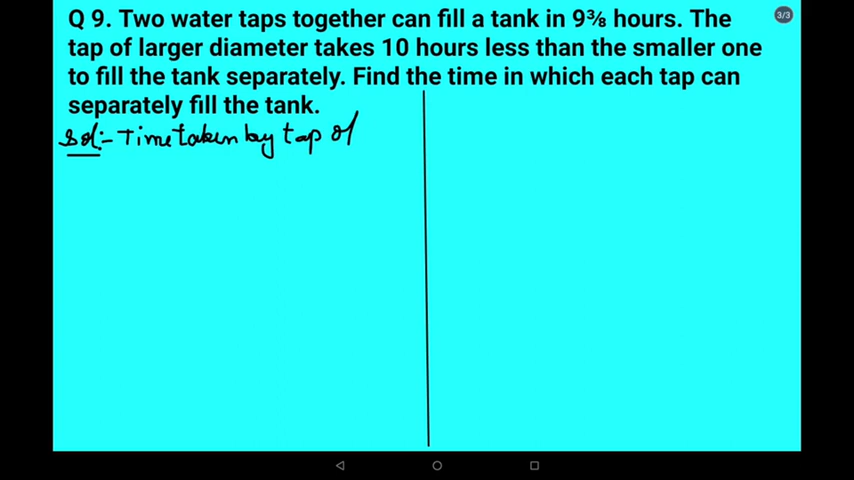 Q 9. Two water taps together can fill a tank in 9⅜ hours. The
tap of larger diameter takes 10 hours less than the smaller one
to fill the tank separately. Find the time in which each tap can
separately fill the tank.
Sol:- Time taken by tap of
3/3